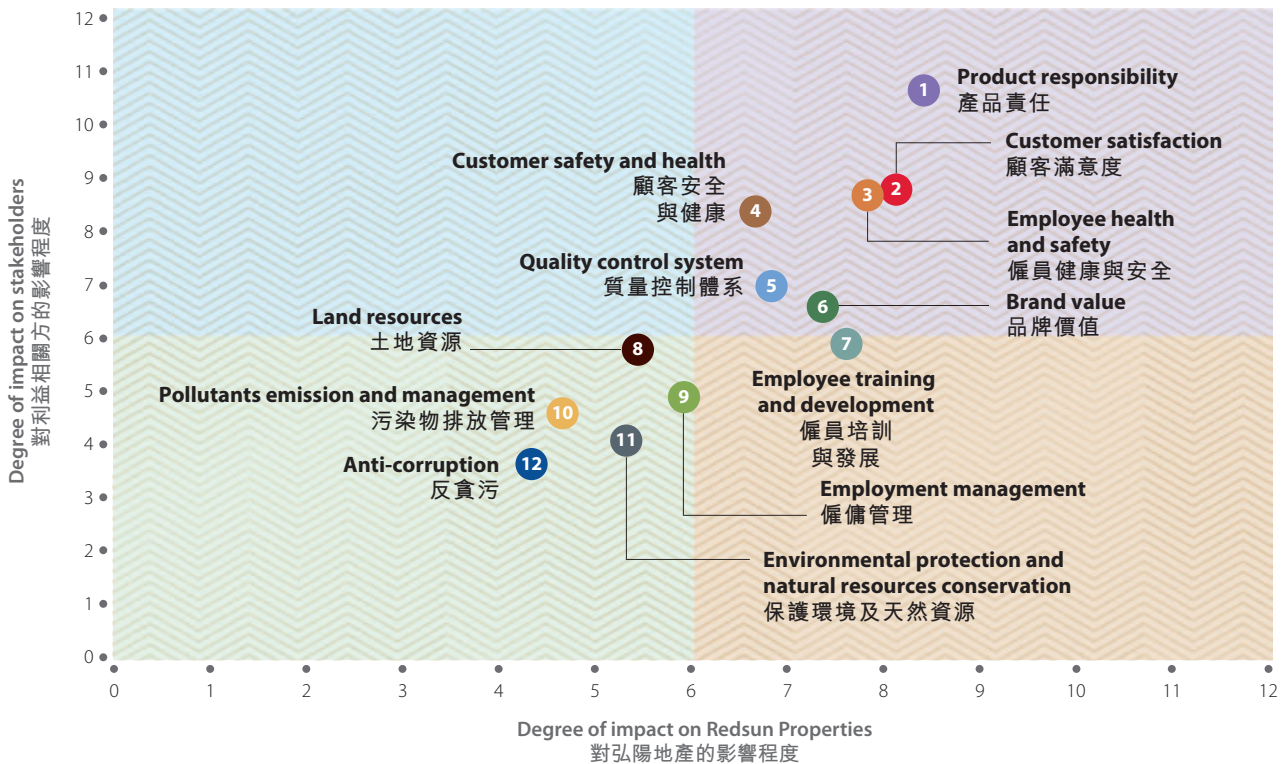 12
11
10
9
8
7
6
5
4
3
2
1
0
Degree of impact on stakeholders
對利益相關方的影響程度
1
Product responsibility
產品責任
Customer satisfaction
顧客滿意度
2
3
Customer safety and health
顧客安全
與健康
4
Employee health
and safety
僱員健康與安全
Quality control system
質量控制體系
5
6
Brand value
品牌價值
Land resources
土地資源
8
7
Employee training
and development
僱員培訓
與發展
Pollutants emission and management
污染物排放管理
10
9
11
Anti-corruption
反貪污
12
Employment management
僱傭管理
Environmental protection and
natural resources conservation
保護環境及天然資源
0 1 2 3 4 5 6 7 8 9 10 11 12
Degree of impact on Redsun Properties
對弘陽地產的影響程度